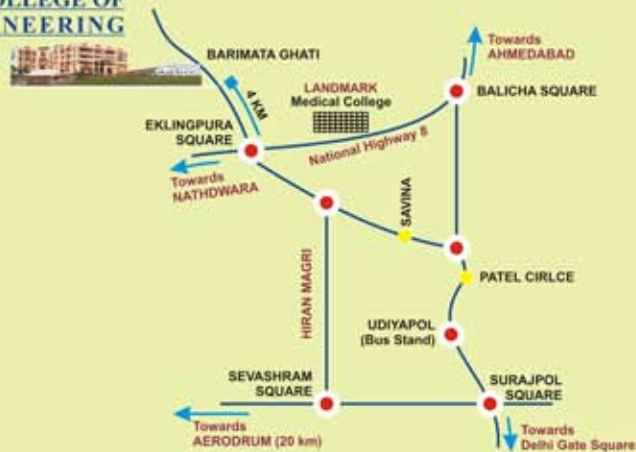 COLLEGE OF
NEERING
BARIMATA GHATI
Towards
AHMEDABAD
4 KM
LANDMARK
Medical College
BALICHA SQUARE
EKLINGPURA
SQUARE
National Highway 8
Towards
NATHDWARA
SAVINA
HIRAN MAGRI
PATEL CIRLCE
UDIYAPOL
(Bus Stand)
SEVASHRAM
SQUARE
SURAJPOL
SQUARE
Towards
AERODRUM (20 km)
Towards
Delhi Gate Square